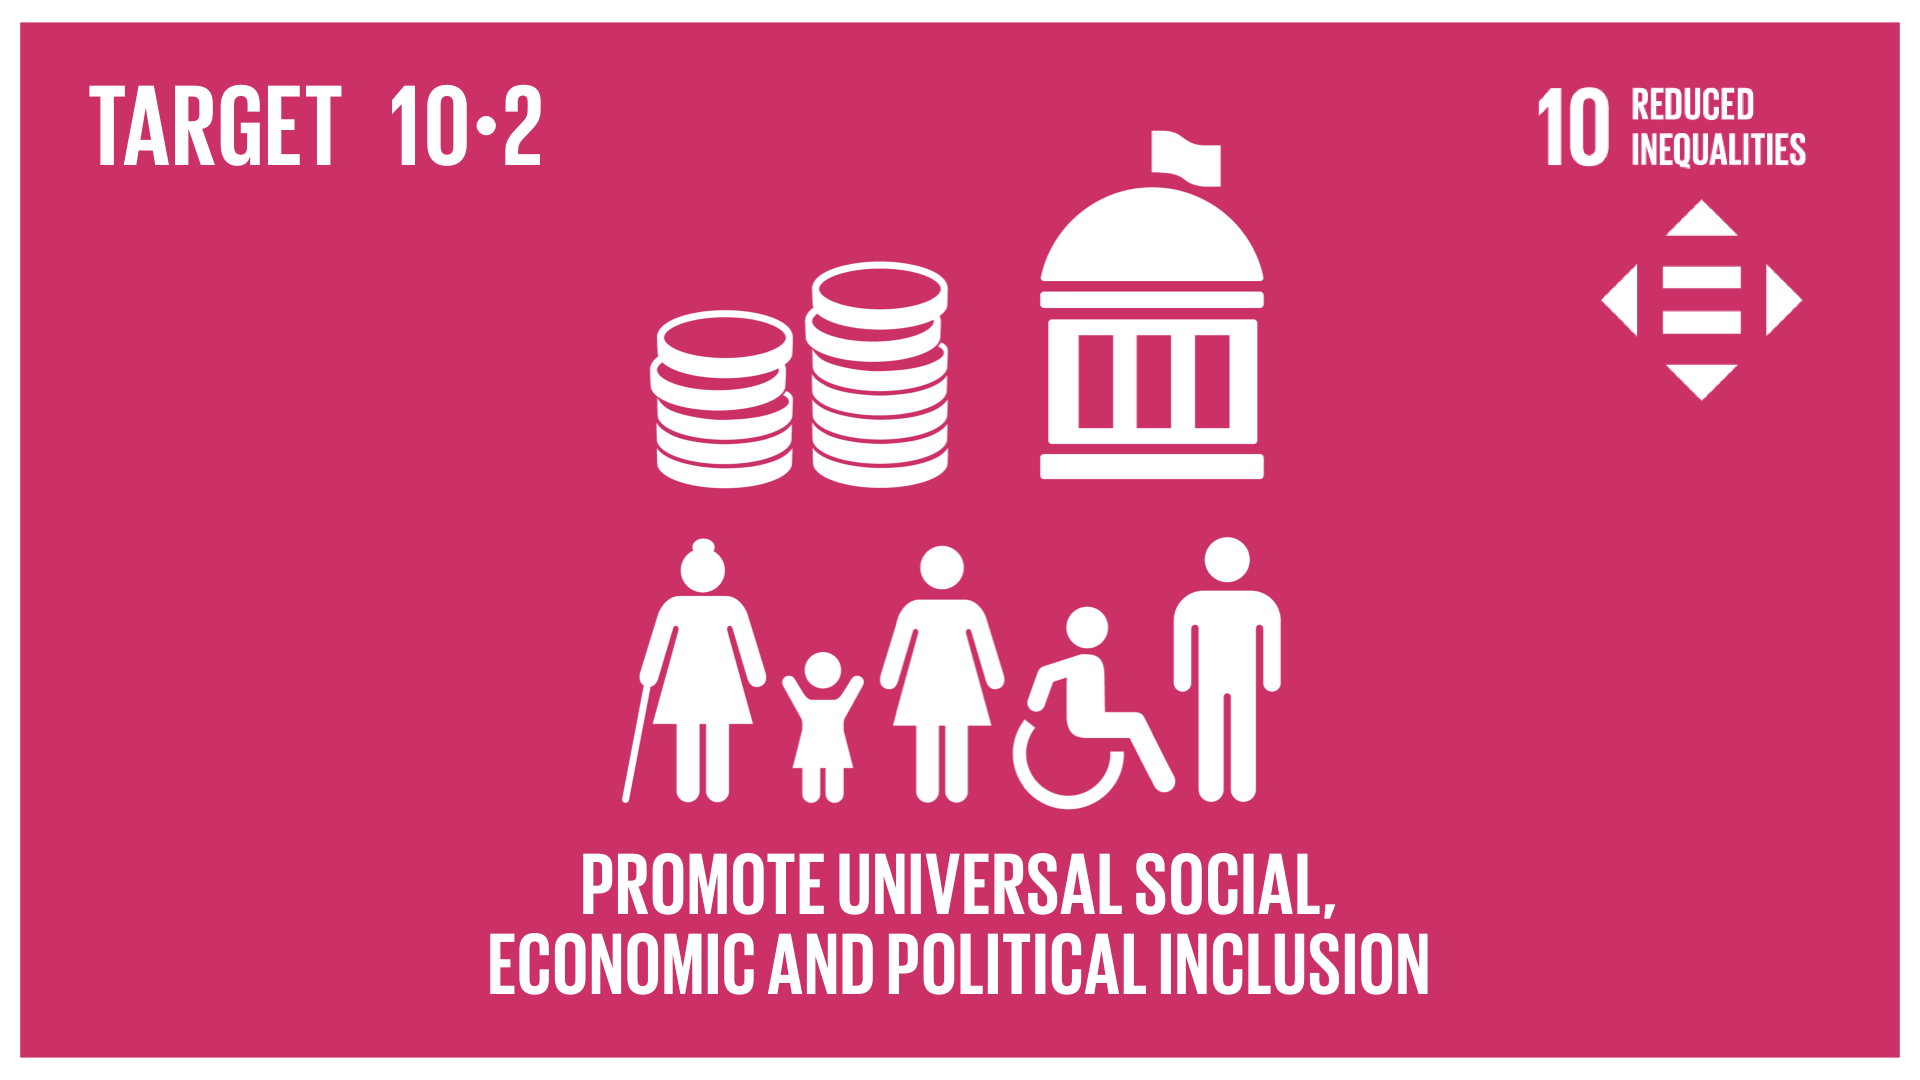 TARGET 10•2
10 REDUCED
INEQUALITIES
PROMOTE UNIVERSAL SOCIAL,
ECONOMIC AND POLITICAL INCLUSION